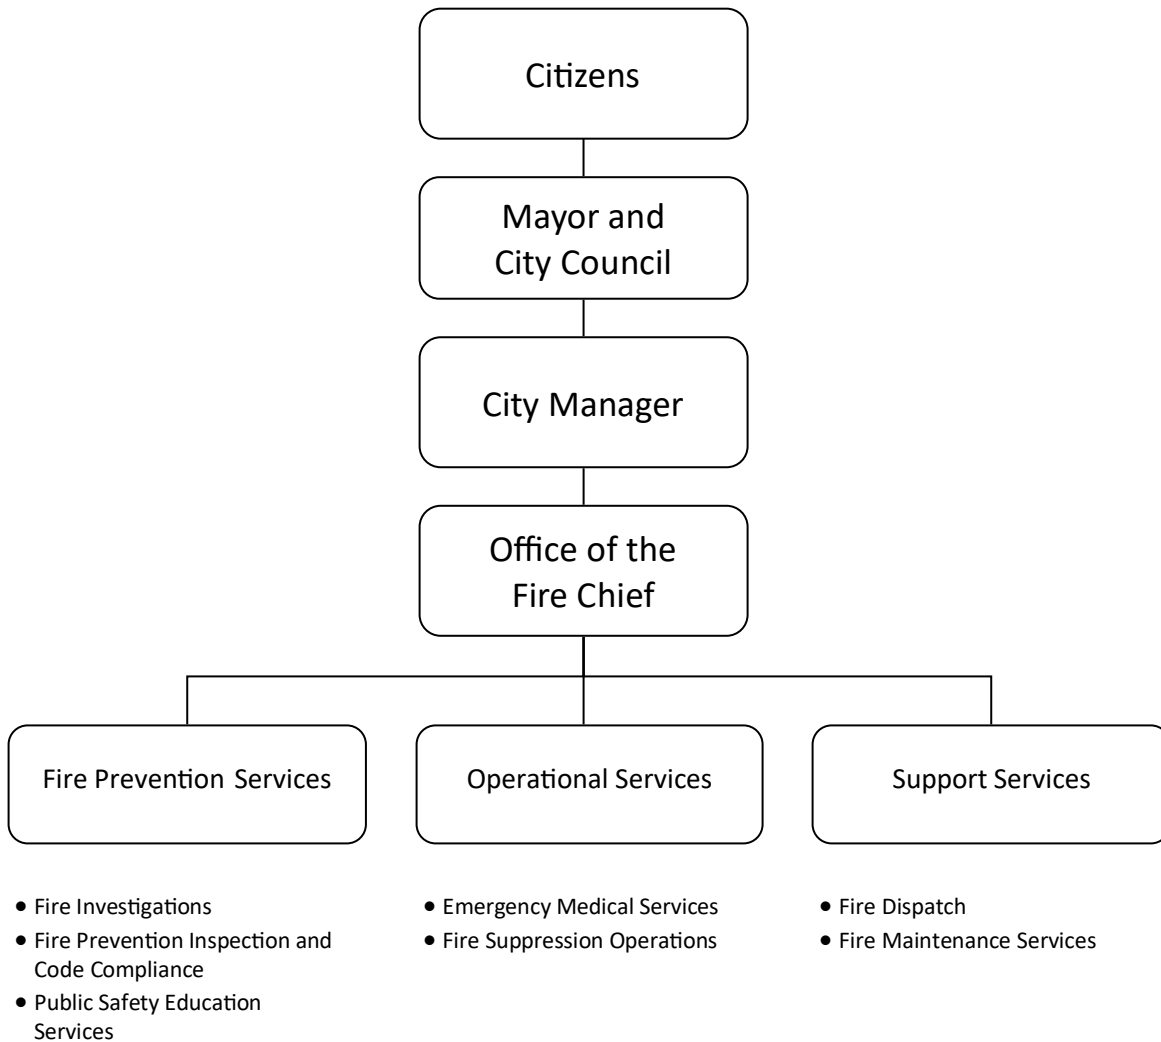 Citizens
Mayor and
City Council
City Manager
Office of the
Fire Chief
Fire Prevention Services
Operational Services
Support Services
• Fire Investigations
• Fire Prevention Inspection and
Code Compliance
• Public Safety Education
Services
• Emergency Medical Services
• Fire Suppression Operations
• Fire Dispatch
• Fire Maintenance Services